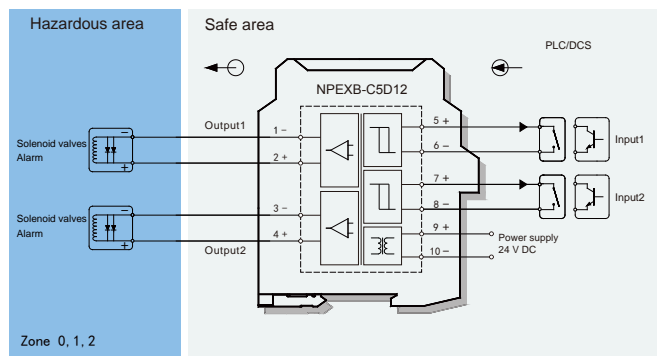 Hazardous area
Safe area
PLC/DCS
NPEXB-C5D12
Output1
1 −
2 +
5 +
6 −
Input1
Solenoid valves
Alarm
−
+
7 +
8 −
Input2
3 −
4 +
Output2
Solenoid valves
Alarm
−
+
9 +
10 −
Power supply
24 V DC
Zone 0, 1, 2